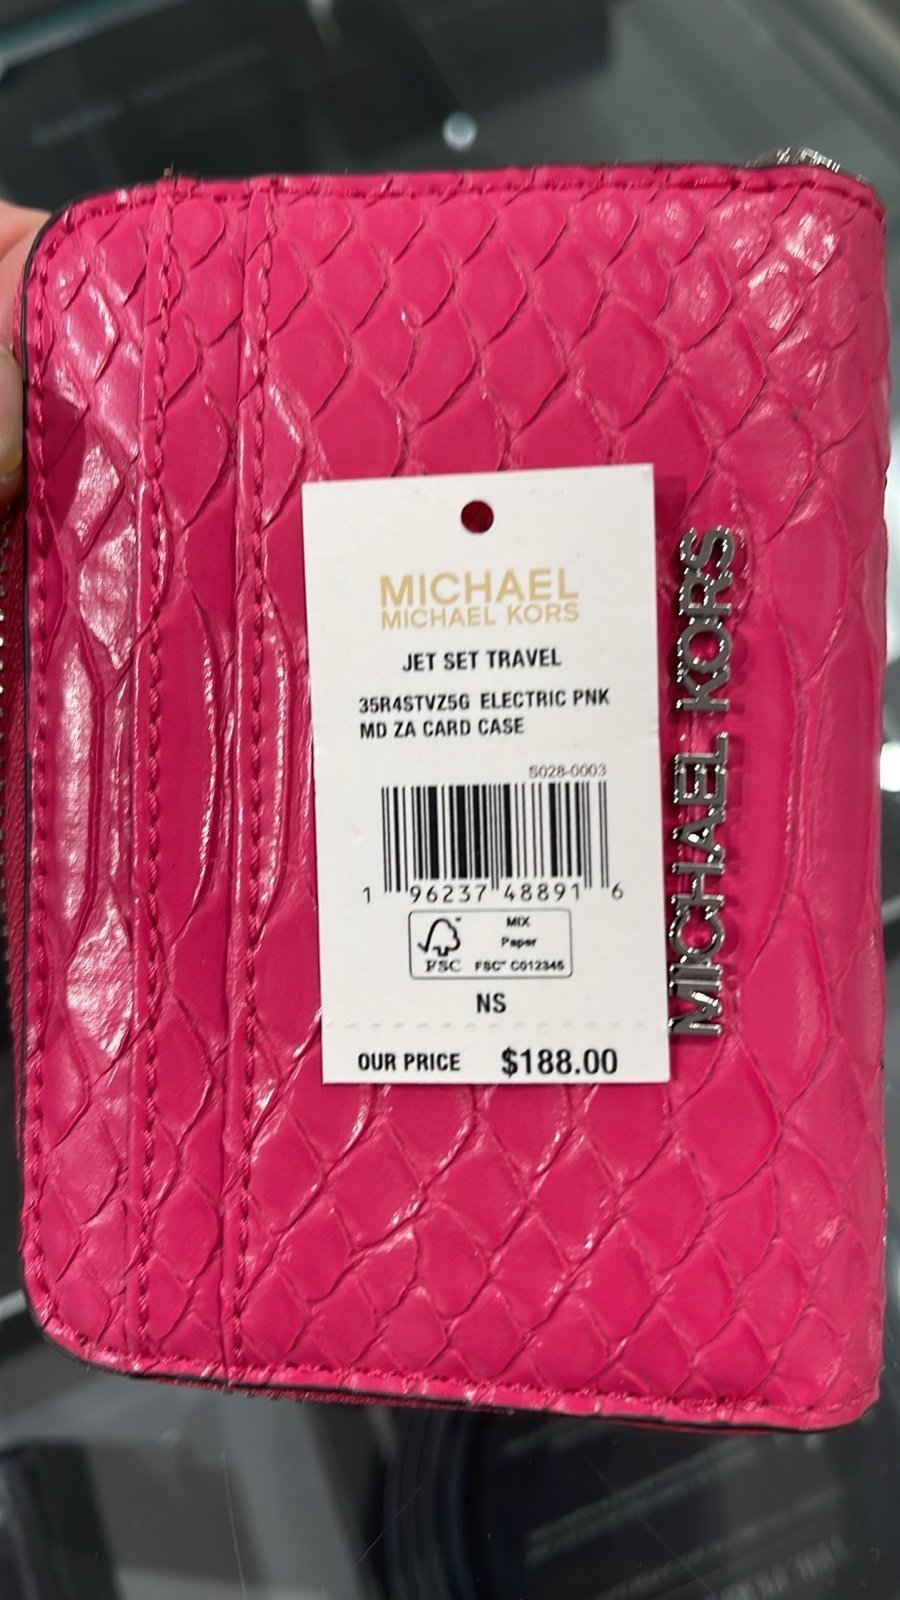 MICHAEL
MICHAEL KORS
JET SET TRAVEL
35R4STVZ5G ELECTRIC PNK
MD ZA CARD CASE
S028-0003
1 96237 48891 6
FSC
MIX
Paper
FSC™ C012345
NS
OUR PRICE $188.00
MICHAEL KORS